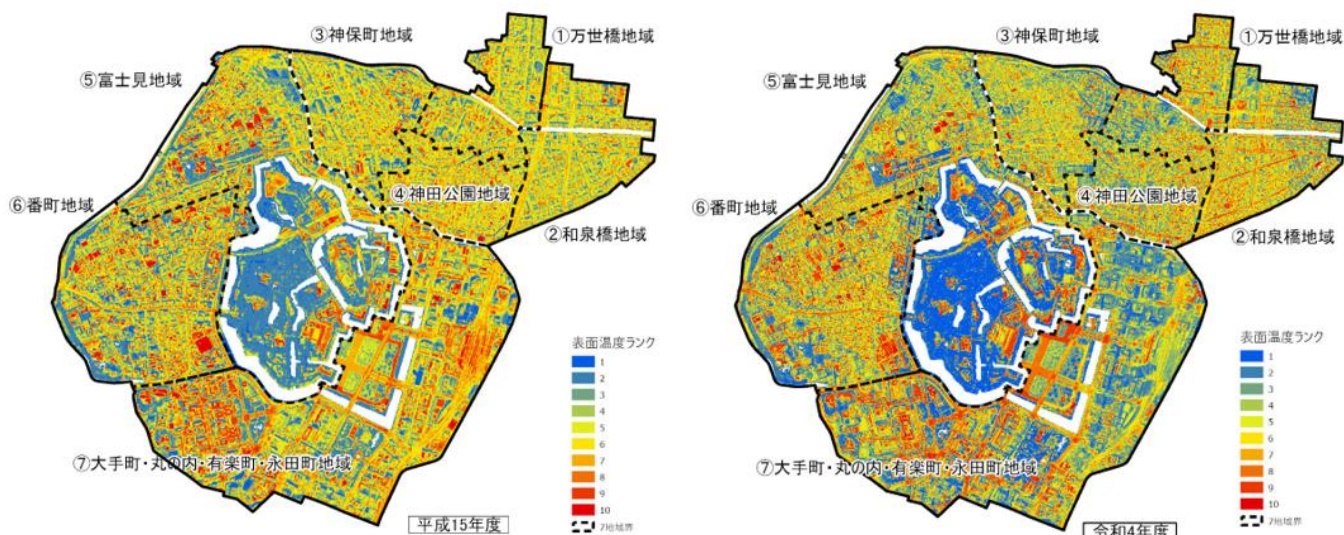 ③神保町地域
①万世橋地域
⑤富士見地域
⑥番町地域
④神田公園地域
②和泉橋地域
表面温度ランク
1
2
3
4
5
6
7
8
9
10
7地域界
⑦大手町・丸の内・有楽町・永田町地域
平成15年度
③神保町地域
①万世橋地域
⑤富士見地域
⑥番町地域
④神田公園地域
②和泉橋地域
表面温度ランク
1
2
3
4
5
6
7
8
9
10
7地域界
⑦大手町・丸の内・有楽町・永田町地域
令和4年度